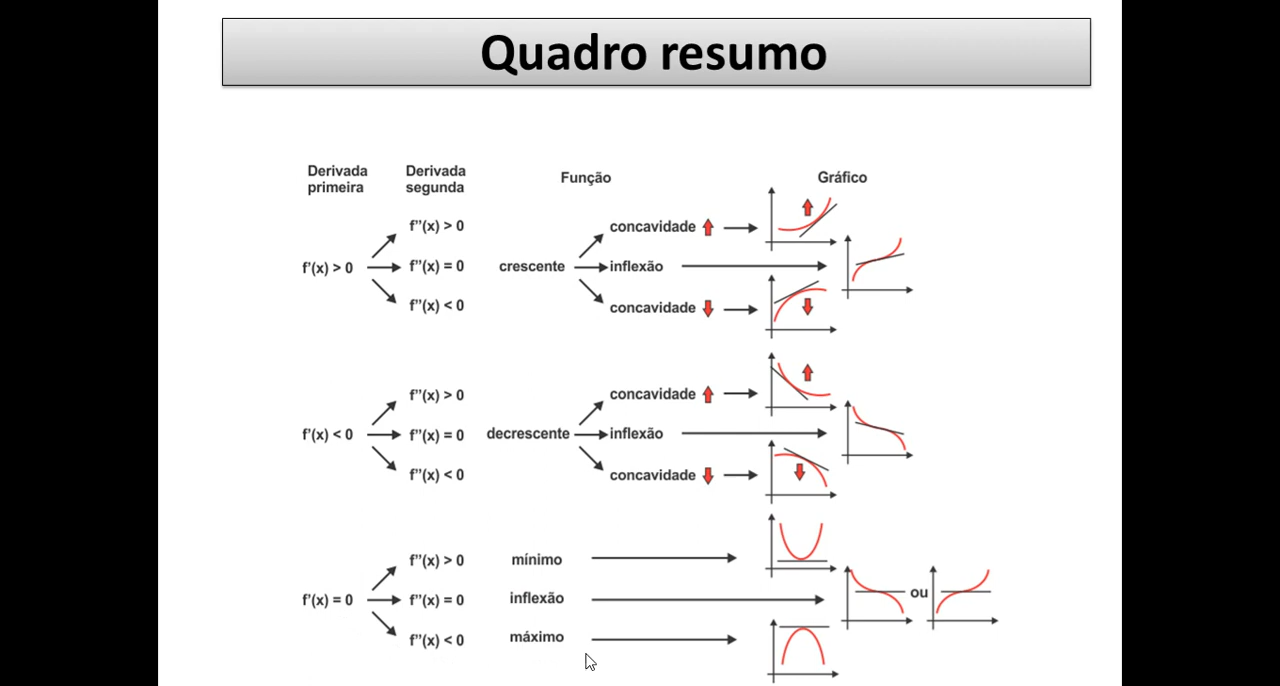 Quadro resumo
Derivada primeira
Derivada segunda
Função
Gráfico
f'(x) > 0
f''(x) > 0
f''(x) = 0
f''(x) < 0
crescente
concavidade
inflexão
concavidade
f'(x) < 0
f''(x) > 0
f''(x) = 0
f''(x) < 0
decrescente
concavidade
inflexão
concavidade
f'(x) = 0
f''(x) > 0
mínimo
f''(x) = 0
inflexão
ou
f''(x) < 0
máximo